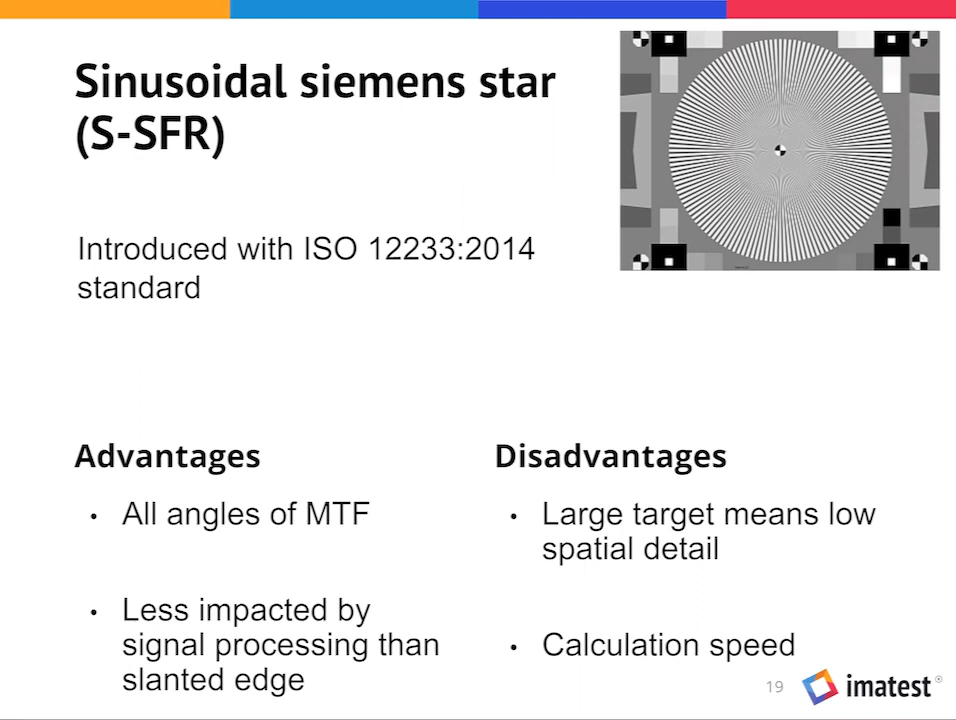 Sinusoidal siemens star
(S-SFR)
Introduced with ISO 12233:2014
standard
Advantages
• All angles of MTF
• Less impacted by
signal processing than
slanted edge
Disadvantages
• Large target means low
spatial detail
• Calculation speed
19
imatest®